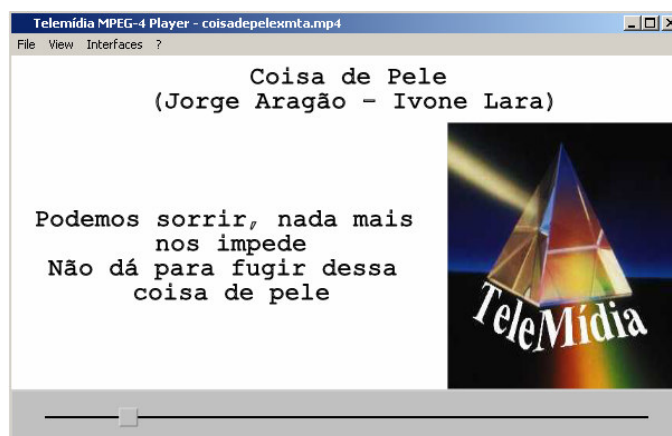 Telemídia MPEG-4 Player - coisadepelexmta.mp4
File View Interfaces ?
Coisa de Pele
(Jorge Aragão – Ivone Lara)
Podemos sorrir, nada mais
nos impede
Não dá para fugir dessa
coisa de pele
TeleMídia